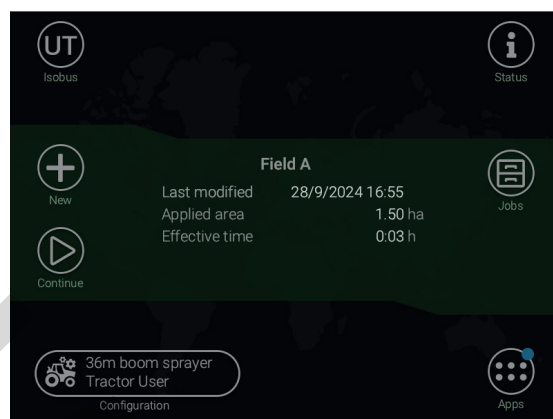 UT
Isobus
Status
Field A
Last modified 28/9/2024 16:55
Applied area 1.50 ha
Effective time 0:03 h
New
Jobs
Continue
36m boom sprayer
Tractor User
Configuration
Apps